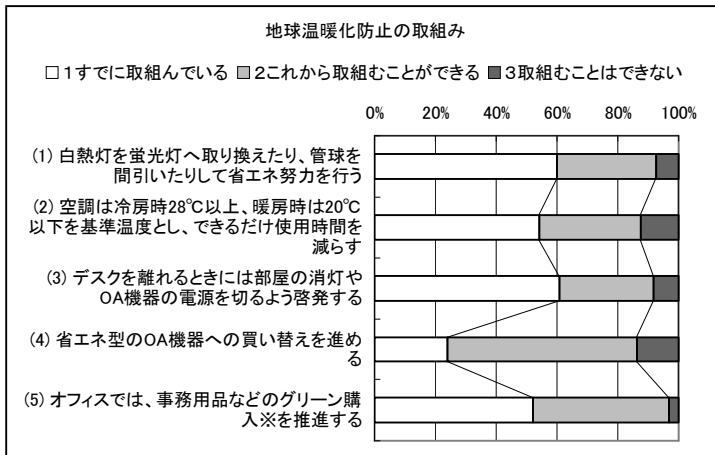 地球温暖化防止の取組み
□1すでに取組んでいる ■2これから取組むことができる ■3取組むことはできない
0% 20% 40% 60% 80% 100%
(1) 白熱灯を蛍光灯へ取り換えたり、管球を
間引いたりして省エネ努力を行う
(2) 空調は冷房時28℃以上、暖房時は20℃
以下を基準温度とし、できるだけ使用時間を
減らす
(3) デスクを離れるときには部屋の消灯や
OA機器の電源を切るよう啓発する
(4) 省エネ型のOA機器への買い替えを進め
る
(5) オフィスでは、事務用品などのグリーン購
入※を推進する